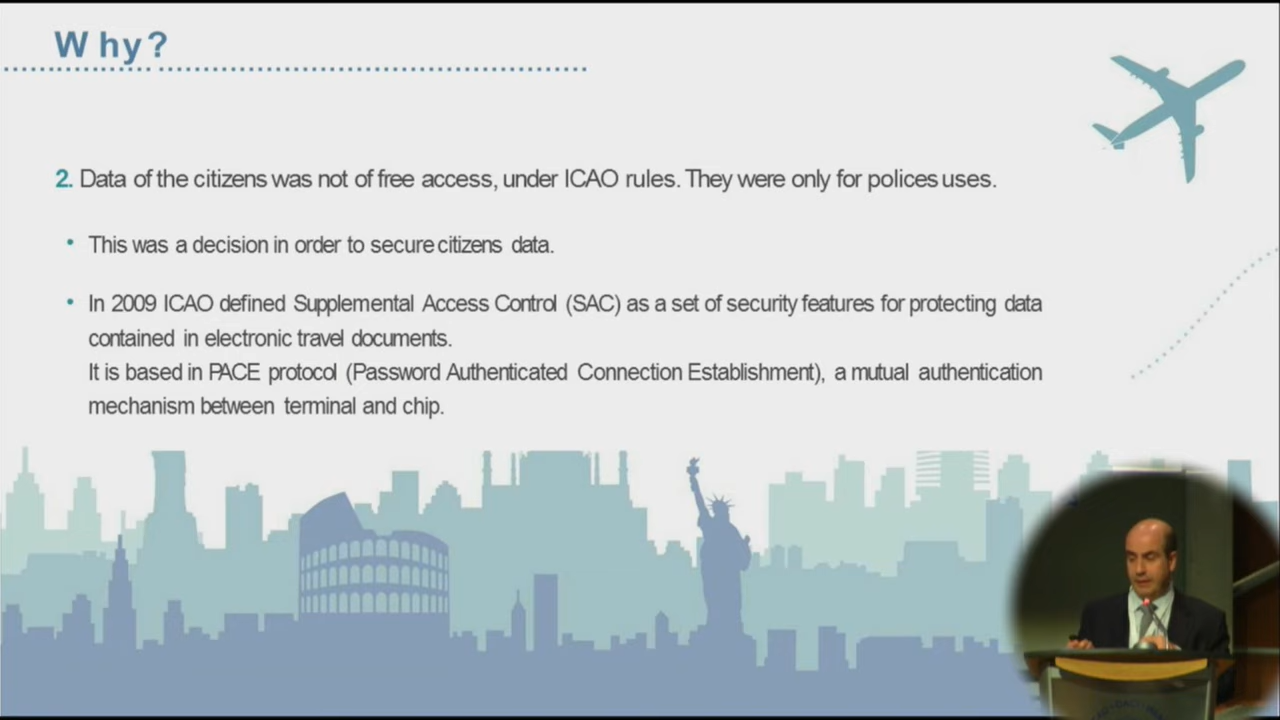 Why?
2. Data of the citizens was not of free access, under ICAO rules. They were only for polices uses.
• This was a decision in order to secure citizens data.
• In 2009 ICAO defined Supplemental Access Control (SAC) as a set of security features for protecting data
contained in electronic travel documents.
It is based in PACE protocol (Password Authenticated Connection Establishment), a mutual authentication
mechanism between terminal and chip.